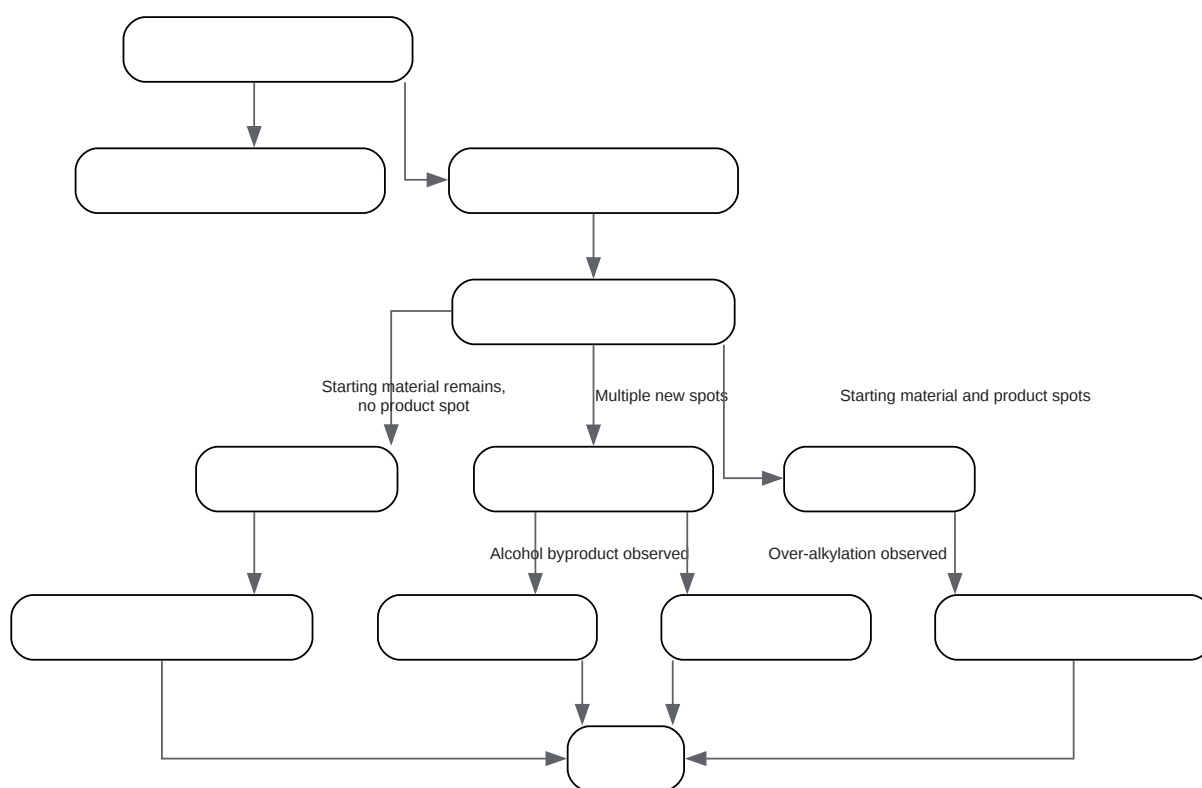 Starting material remains,
no product spot
Multiple new spots
Starting material and product spots
Alcohol byproduct observed
Over-alkylation observed